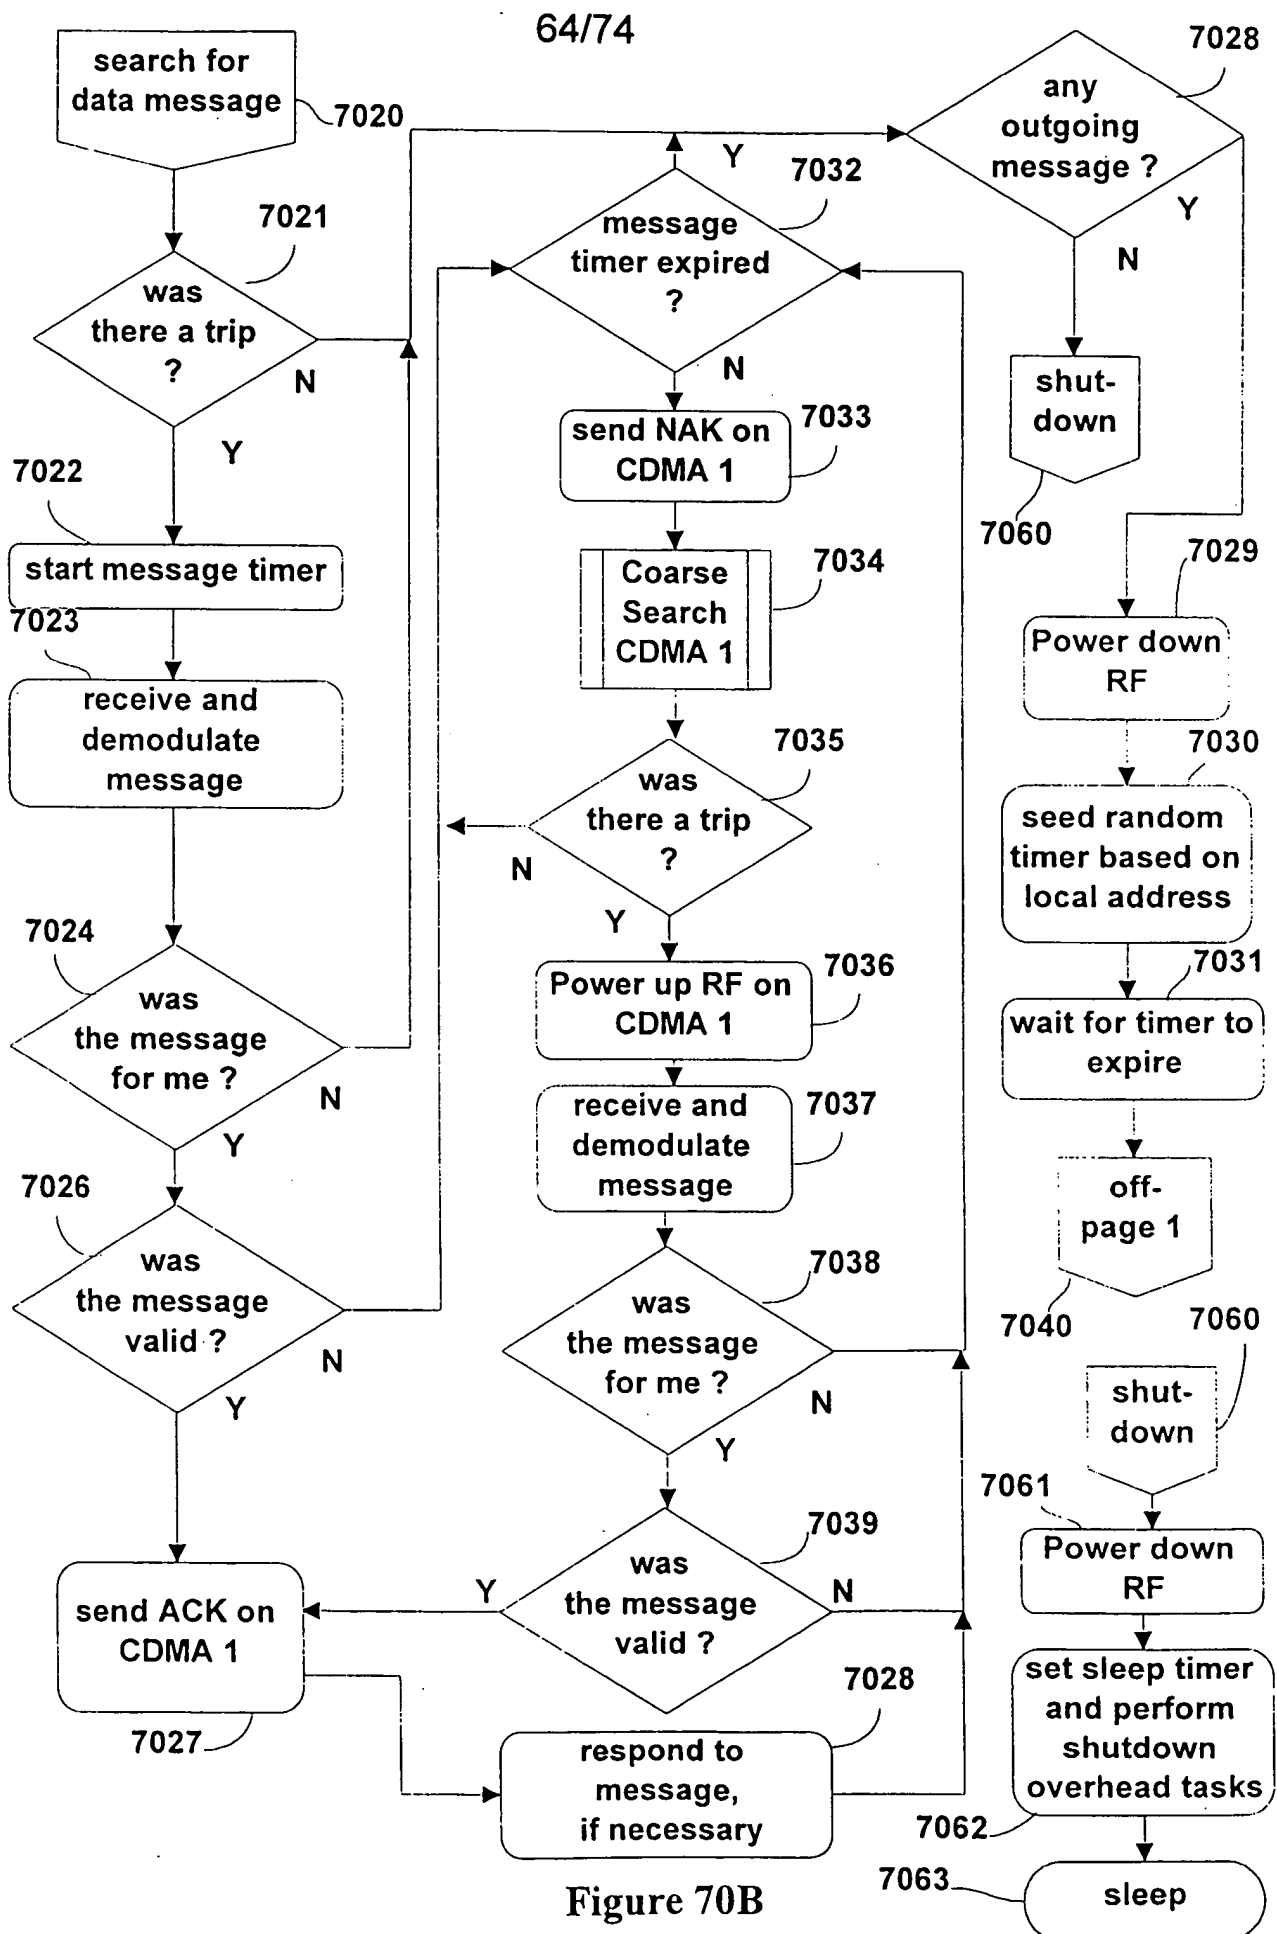 64/74
search for
data message
7020
7021
was
there a trip
?
N
Y
7022
start message timer
7023
receive and
demodulate
message
7024
was
the message
for me ?
N
Y
7026
was
the message
valid ?
N
Y
send ACK on
CDMA 1
7027
Y
7032
message
timer expired
?
N
7033
send NAK on
CDMA 1
7034
Coarse
Search
CDMA 1
7035
was
there a trip
?
N
Y
7036
Power up RF on
CDMA 1
7037
receive and
demodulate
message
7038
was
the message
for me ?
N
Y
7039
was
the message
valid ?
Y
N
7028
respond to
message,
if necessary
7028
any
outgoing
message ?
Y
N
shut-
down
7060
7029
Power down
RF
7030
seed random
timer based on
local address
7031
wait for timer to
expire
off-
page 1
7040
7060
shut-
down
7061
Power down
RF
set sleep timer
and perform
shutdown
overhead tasks
7062
7063
sleep
Figure 70B